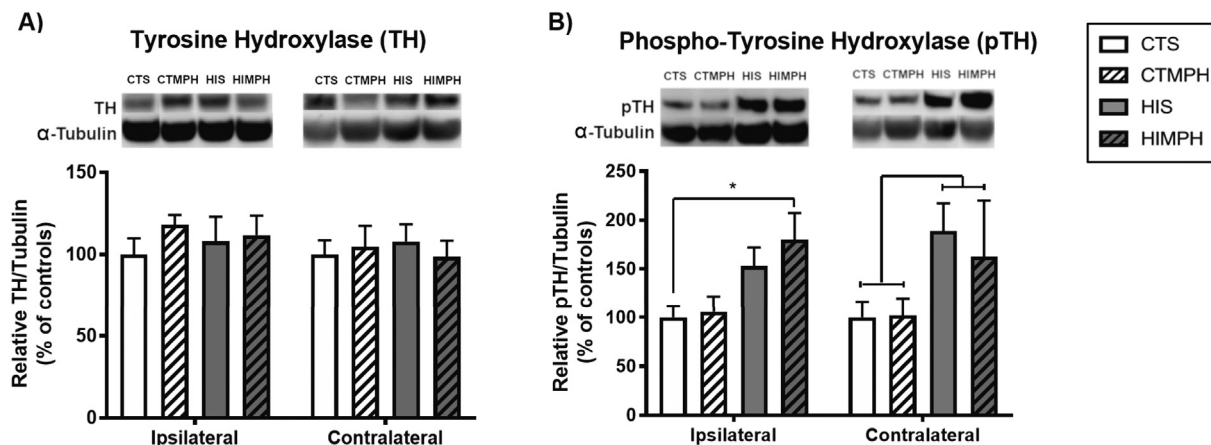 A)
Tyrosine Hydroxylase (TH)
CTS CTMPH HIS HIMPH
CTS CTMPH HIS HIMPH
TH
α-Tubulin
Relative TH/Tubulin
(% of controls)
150
100
50
0
Ipsilateral
Contralateral
B)
Phospho-Tyrosine Hydroxylase (pTH)
CTS CTMPH HIS HIMPH
CTS CTMPH HIS HIMPH
pTH
α-Tubulin
Relative pTH/Tubulin
(% of controls)
250
200
150
100
50
0
*
Ipsilateral
Contralateral
CTS
CTMPH
HIS
HIMPH